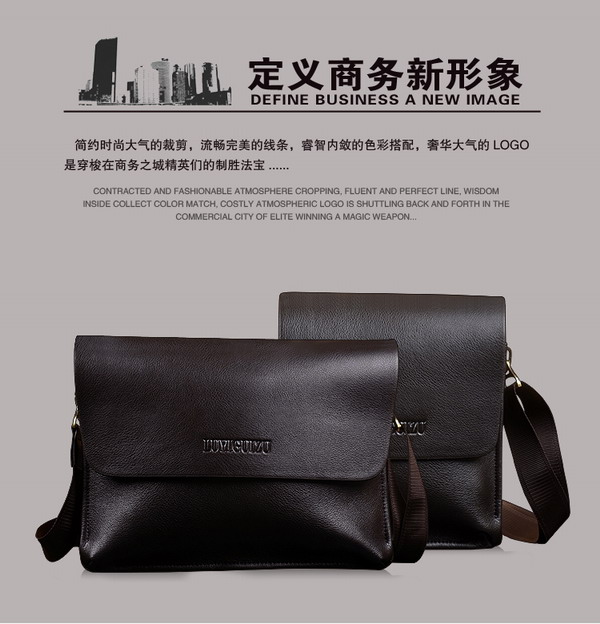 定义商务新形象
DEFINE BUSINESS A NEW IMAGE
简约时尚大气的裁剪，流畅完美的线条，睿智内敛的色彩搭配，奢华大气的 LOGO
是穿梭在商务之城精英们的制胜法宝 ......
CONTRACTED AND FASHIONABLE ATMOSPHERE CROPPING, FLUENT AND PERFECT LINE, WISDOM
INSIDE COLLECT COLOR MATCH, COSTLY ATMOSPHERIC LOGO IS SHUTTLING BACK AND FORTH IN THE
COMMERCIAL CITY OF ELITE WINNING A MAGIC WEAPON...